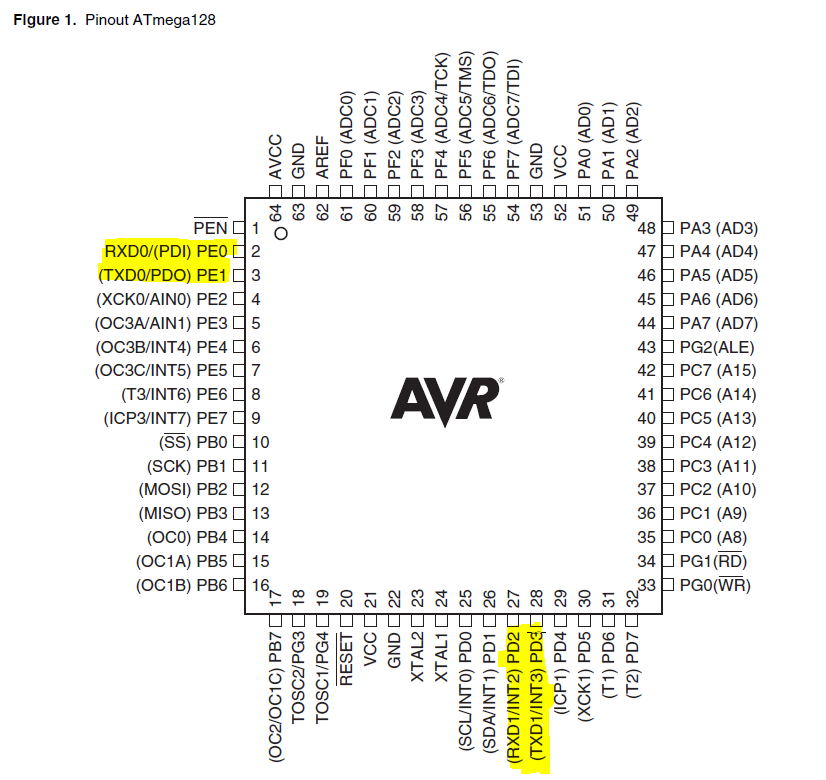 Figure 1. Pinout ATmega128
AVCC
GND
AREF
PF0 (ADC0)
PF1 (ADC1)
PF2 (ADC2)
PF3 (ADC3)
PF4 (ADC4/TCK)
PF5 (ADC5/TMS)
PF6 (ADC6/TDO)
PF7 (ADC7/TDI)
GND
VCC
PA0 (AD0)
PA1 (AD1)
PA2 (AD2)
64 63 62 61 60 59 58 57 56 55 54 53 52 51 50 49
PEN 1
RXD0/(PDI) PE0 2
(TXD0/PDO) PE1 3
(XCK0/AIN0) PE2 4
(OC3A/AIN1) PE3 5
(OC3B/INT4) PE4 6
(OC3C/INT5) PE5 7
(T3/INT6) PE6 8
(ICP3/INT7) PE7 9
(SS) PB0 10
(SCK) PB1 11
(MOSI) PB2 12
(MISO) PB3 13
(OC0) PB4 14
(OC1A) PB5 15
(OC1B) PB6 16
AVR®
48 PA3 (AD3)
47 PA4 (AD4)
46 PA5 (AD5)
45 PA6 (AD6)
44 PA7 (AD7)
43 PG2(ALE)
42 PC7 (A15)
41 PC6 (A14)
40 PC5 (A13)
39 PC4 (A12)
38 PC3 (A11)
37 PC2 (A10)
36 PC1 (A9)
35 PC0 (A8)
34 PG1(RD)
33 PG0(WR)
17 18 19 20 21 22 23 24 25 26 27 28 29 30 31 32
(OC2/OC1C) PB7
TOSC2/PG3
TOSC1/PG4
RESET
VCC
GND
XTAL2
XTAL1
(SCL/INT0) PD0
(SDA/INT1) PD1
(RXD1/INT2) PD2
(TXD1/INT3) PD3
(ICP1) PD4
(XCK1) PD5
(T1) PD6
(T2) PD7